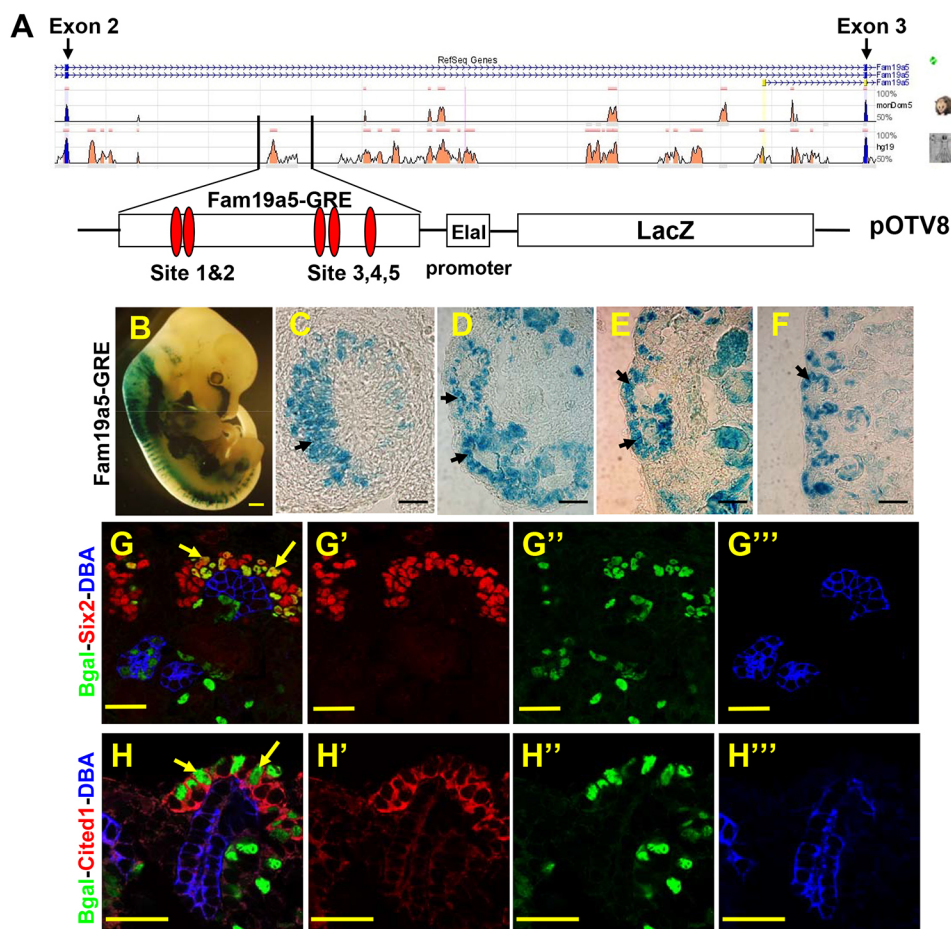 A
Exon 2
Exon 3
RefSeq Genes
Fam19a5
Fam19a5
Fam19a5
100%
monDom5
50%
100%
hg19
50%
Fam19a5-GRE
ElaI
LacZ
pOTV8
Site 1&2
Site 3,4,5
promoter
Fam19a5-GRE
B
C
D
E
F
Bgal-Six2-DBA
G
G'
G''
G'''
Bgal-Cited1-DBA
H
H'
H''
H'''